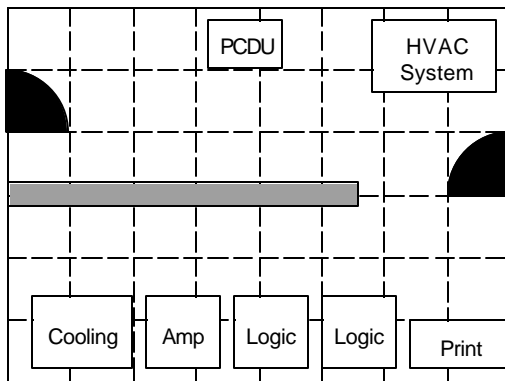 PCDU
HVAC
System
Cooling
Amp
Logic
Logic
Print